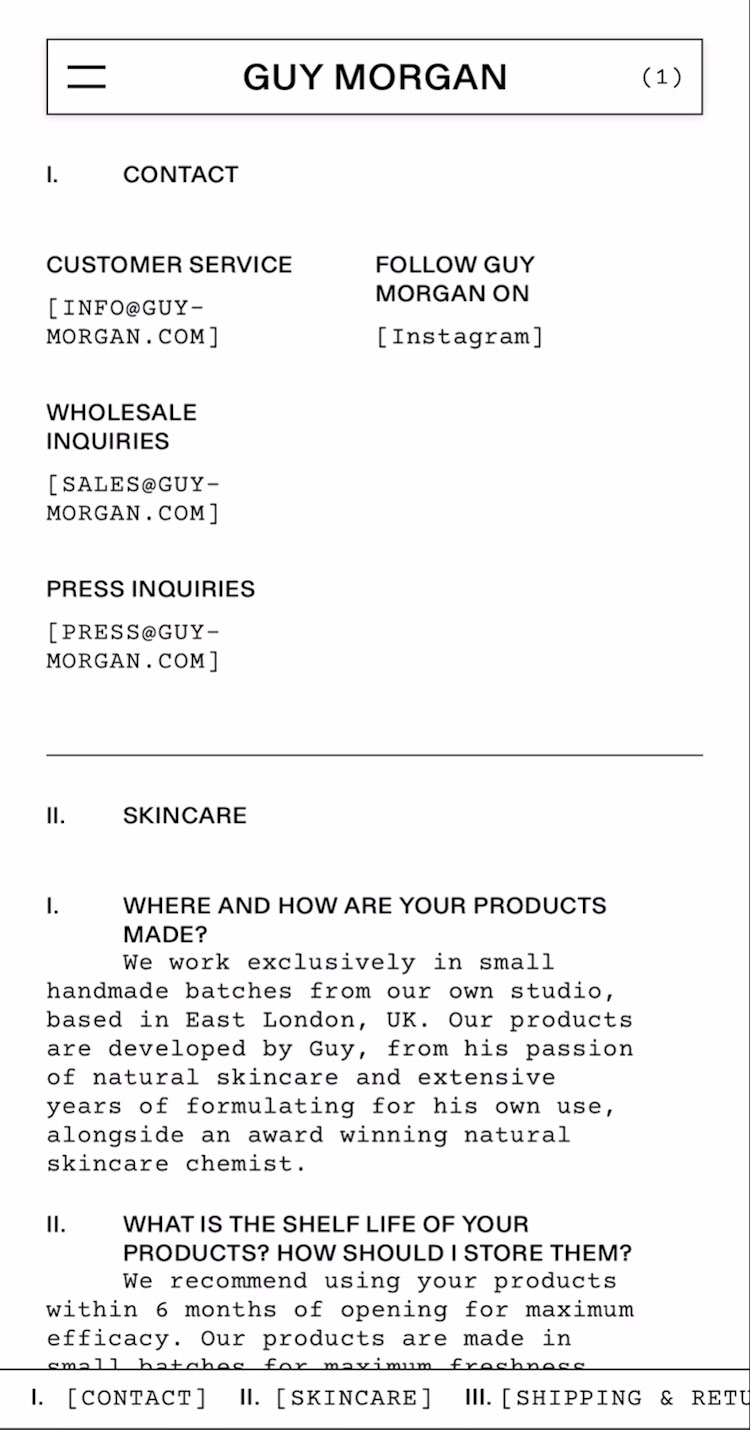 GUY MORGAN
(1)
I. CONTACT
CUSTOMER SERVICE
[INFO@GUY-
MORGAN.COM]
FOLLOW GUY
MORGAN ON
[Instagram]
WHOLESALE
INQUIRIES
[SALES@GUY-
MORGAN.COM]
PRESS INQUIRIES
[PRESS@GUY-
MORGAN.COM]
II. SKINCARE
I. WHERE AND HOW ARE YOUR PRODUCTS
MADE?
We work exclusively in small
handmade batches from our own studio,
based in East London, UK. Our products
are developed by Guy, from his passion
of natural skincare and extensive
years of formulating for his own use,
alongside an award winning natural
skincare chemist.
II. WHAT IS THE SHELF LIFE OF YOUR
PRODUCTS? HOW SHOULD I STORE THEM?
We recommend using your products
within 6 months of opening for maximum
efficacy. Our products are made in
small batches for maximum freshness
I. [CONTACT] II. [SKINCARE] III. [SHIPPING & RETU